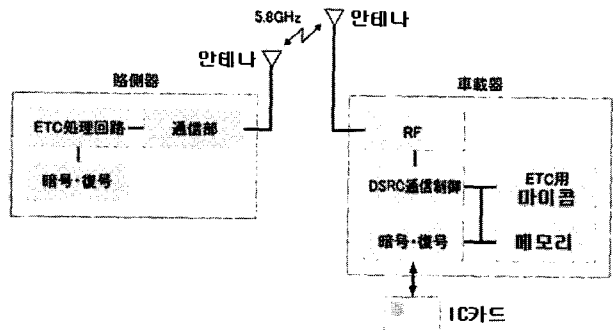 5.8GHz
안테나
안테나
路側器
車載器
ETC処理回路
通信部
暗号·復号
RF
DSRC通信制御
ETC用
마이콤
暗号·復号
메모리
IC카드